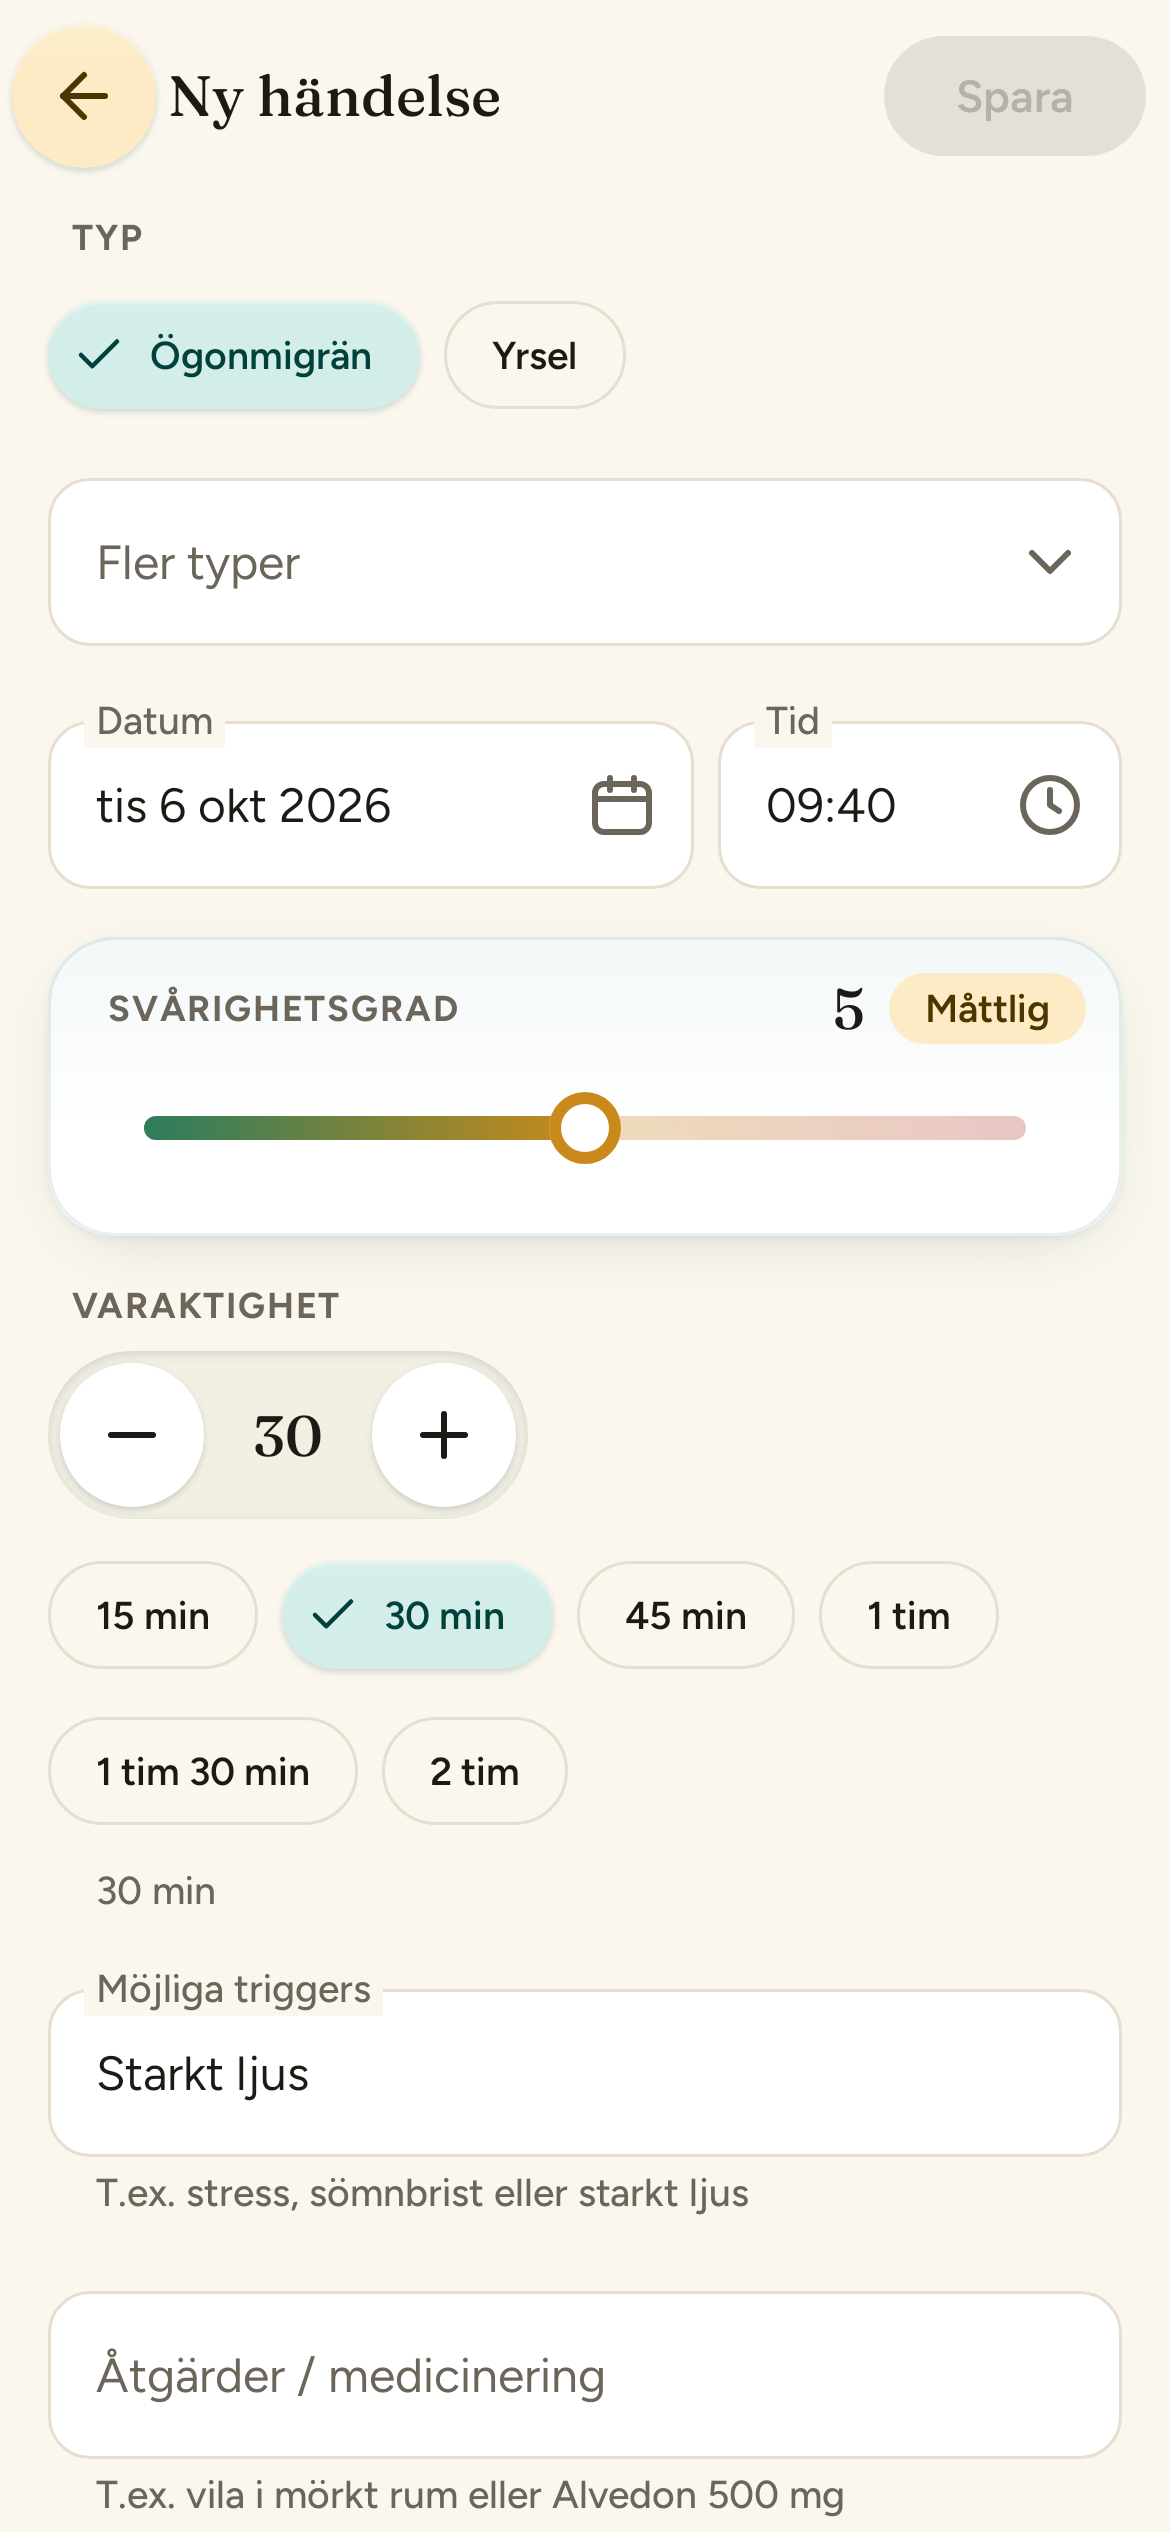 Ny händelse
Spara
TYP
Ögonmigrän
Yrsel
Fler typer
Datum
Tid
tis 6 okt 2026
09:40
SVÅRIGHETSGRAD
5
Måttlig
VARAKTIGHET
30
15 min
30 min
45 min
1 tim
1 tim 30 min
2 tim
30 min
Möjliga triggers
Starkt ljus
T.ex. stress, sömnbrist eller starkt ljus
Åtgärder / medicinering
T.ex. vila i mörkt rum eller Alvedon 500 mg